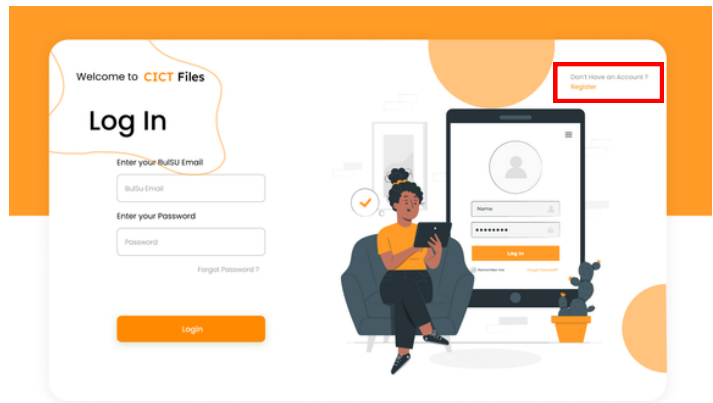 Welcome to CICT Files
Don't Have an Account ?
Register
Log In
Enter your BulSU Email
BulSu Email
Enter your Password
Password
Forgot Password ?
Login
Name
********
Log In
Remember me
Forgot Password?